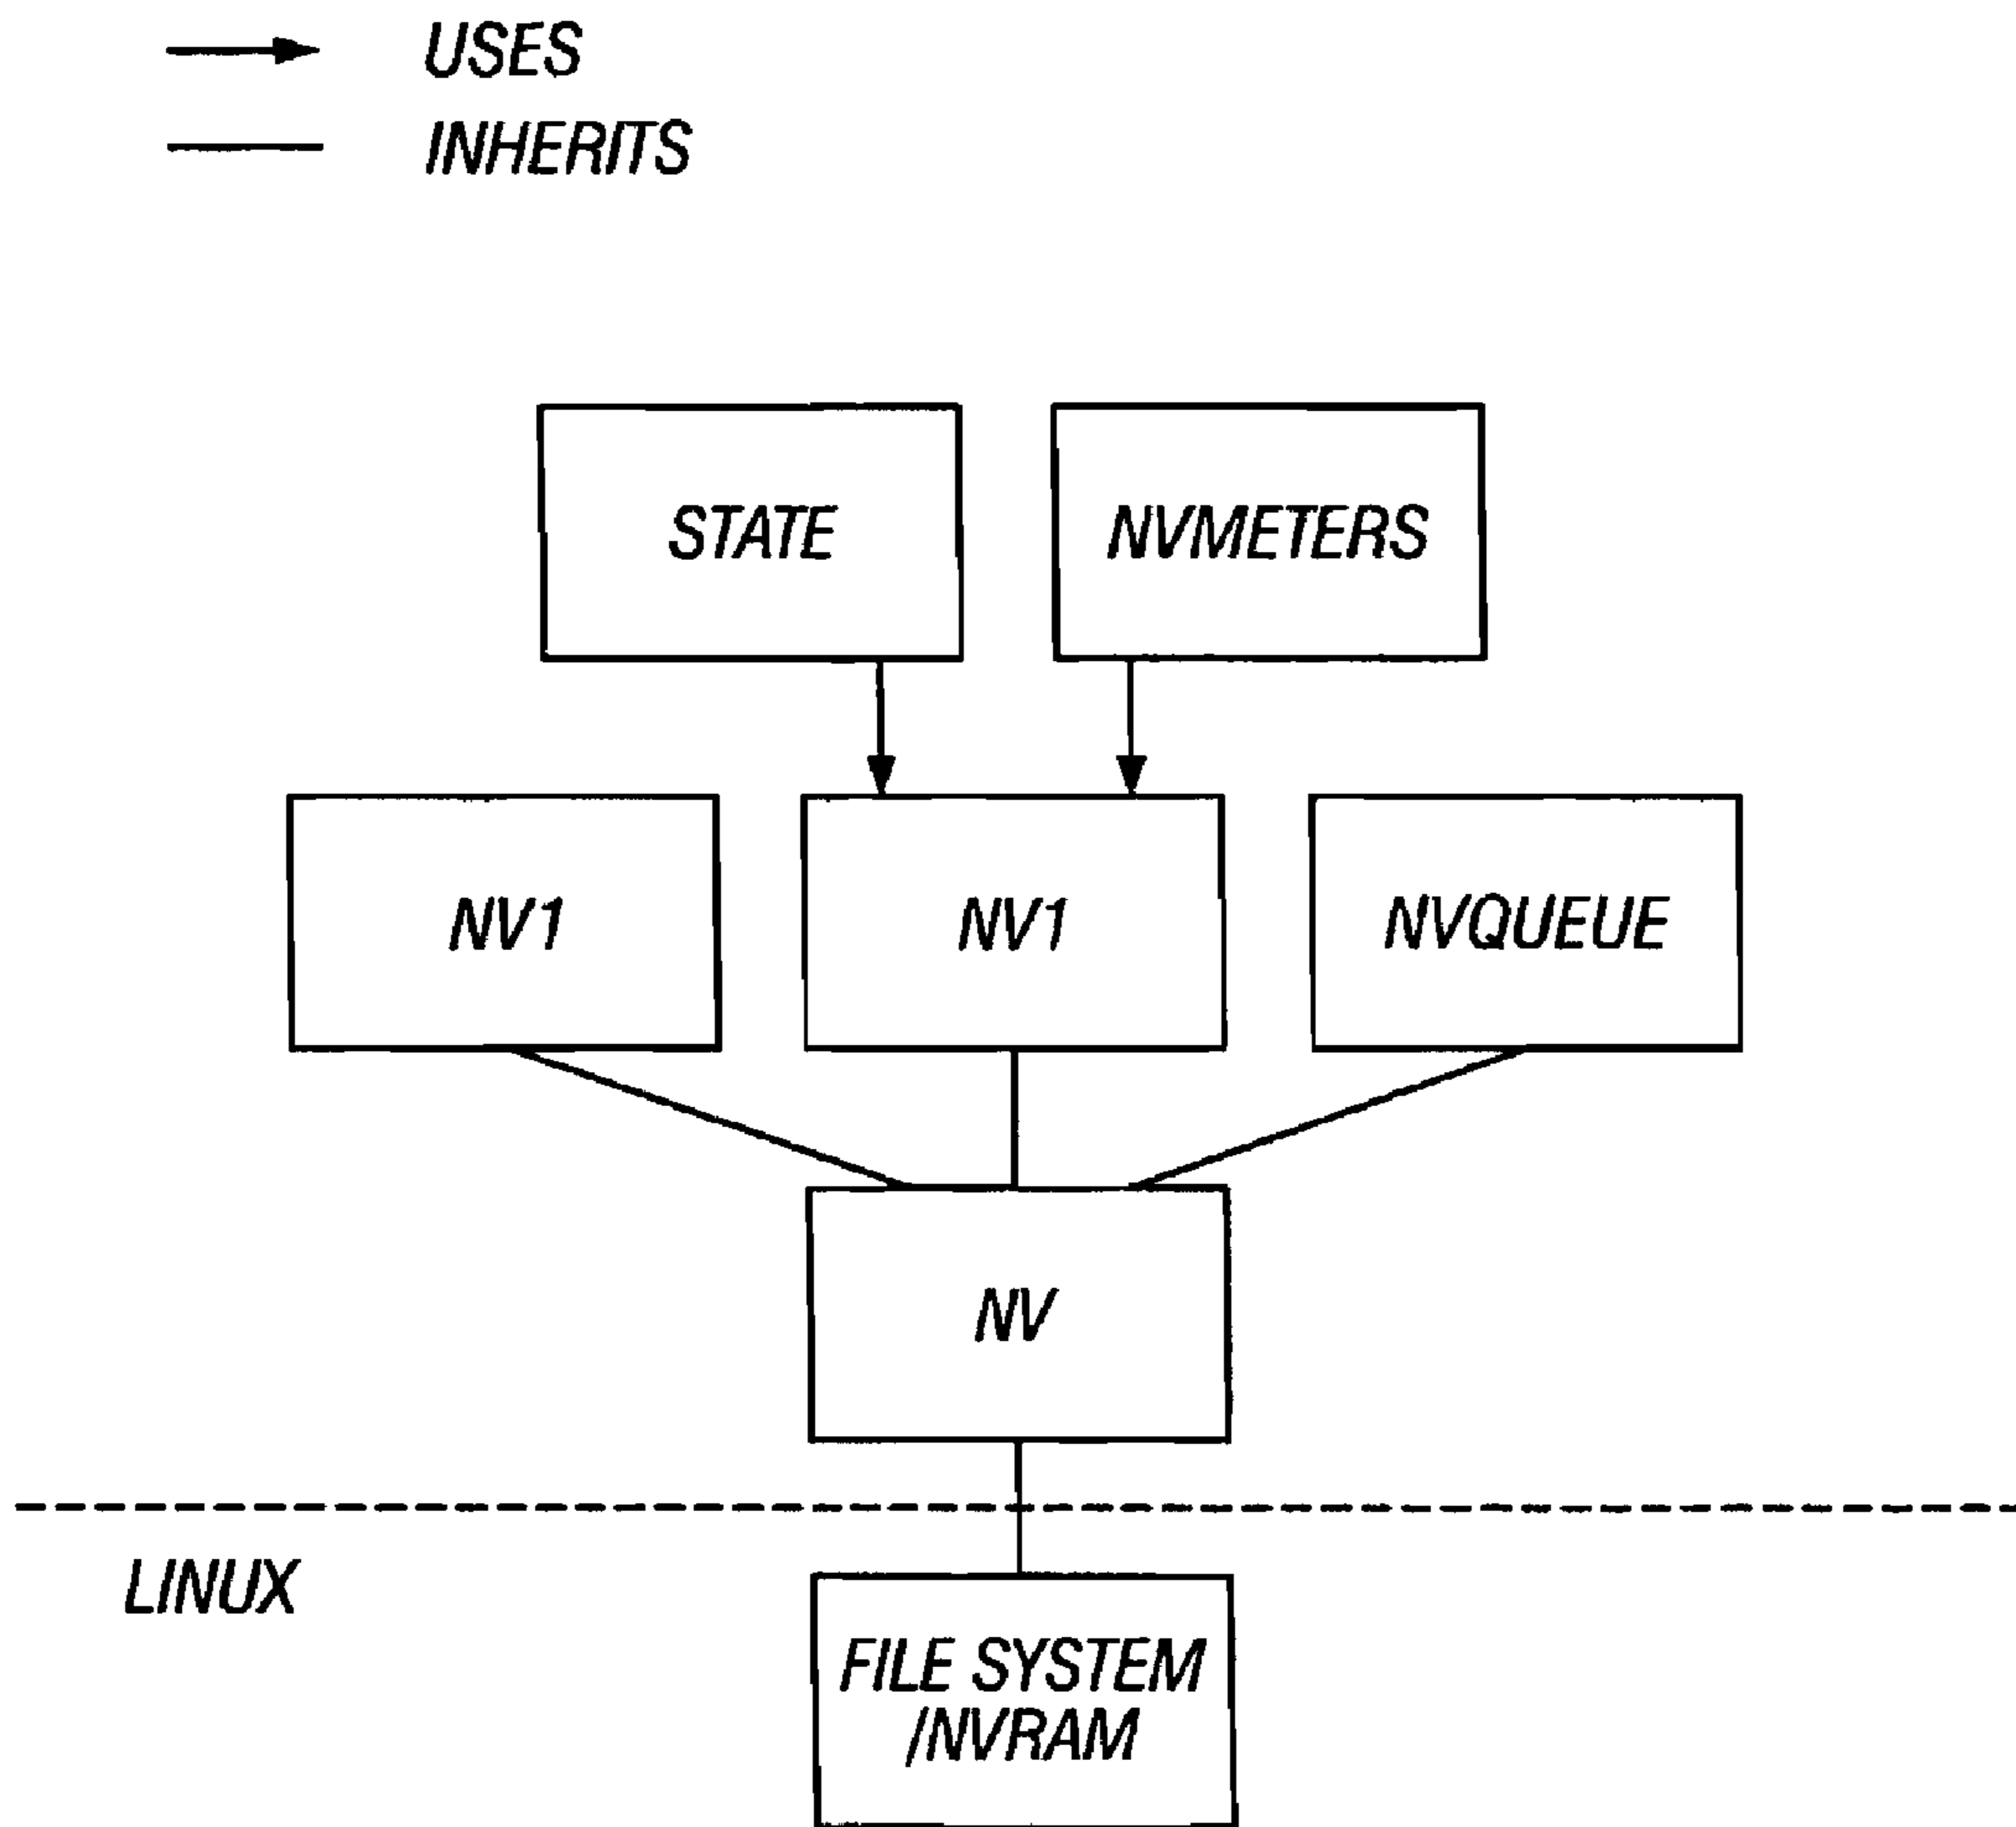 USES
INHERITS
STATE
NVMETERS
NV1
NV1
NVQUEUE
NV
LINUX
FILE SYSTEM
/NVRAM